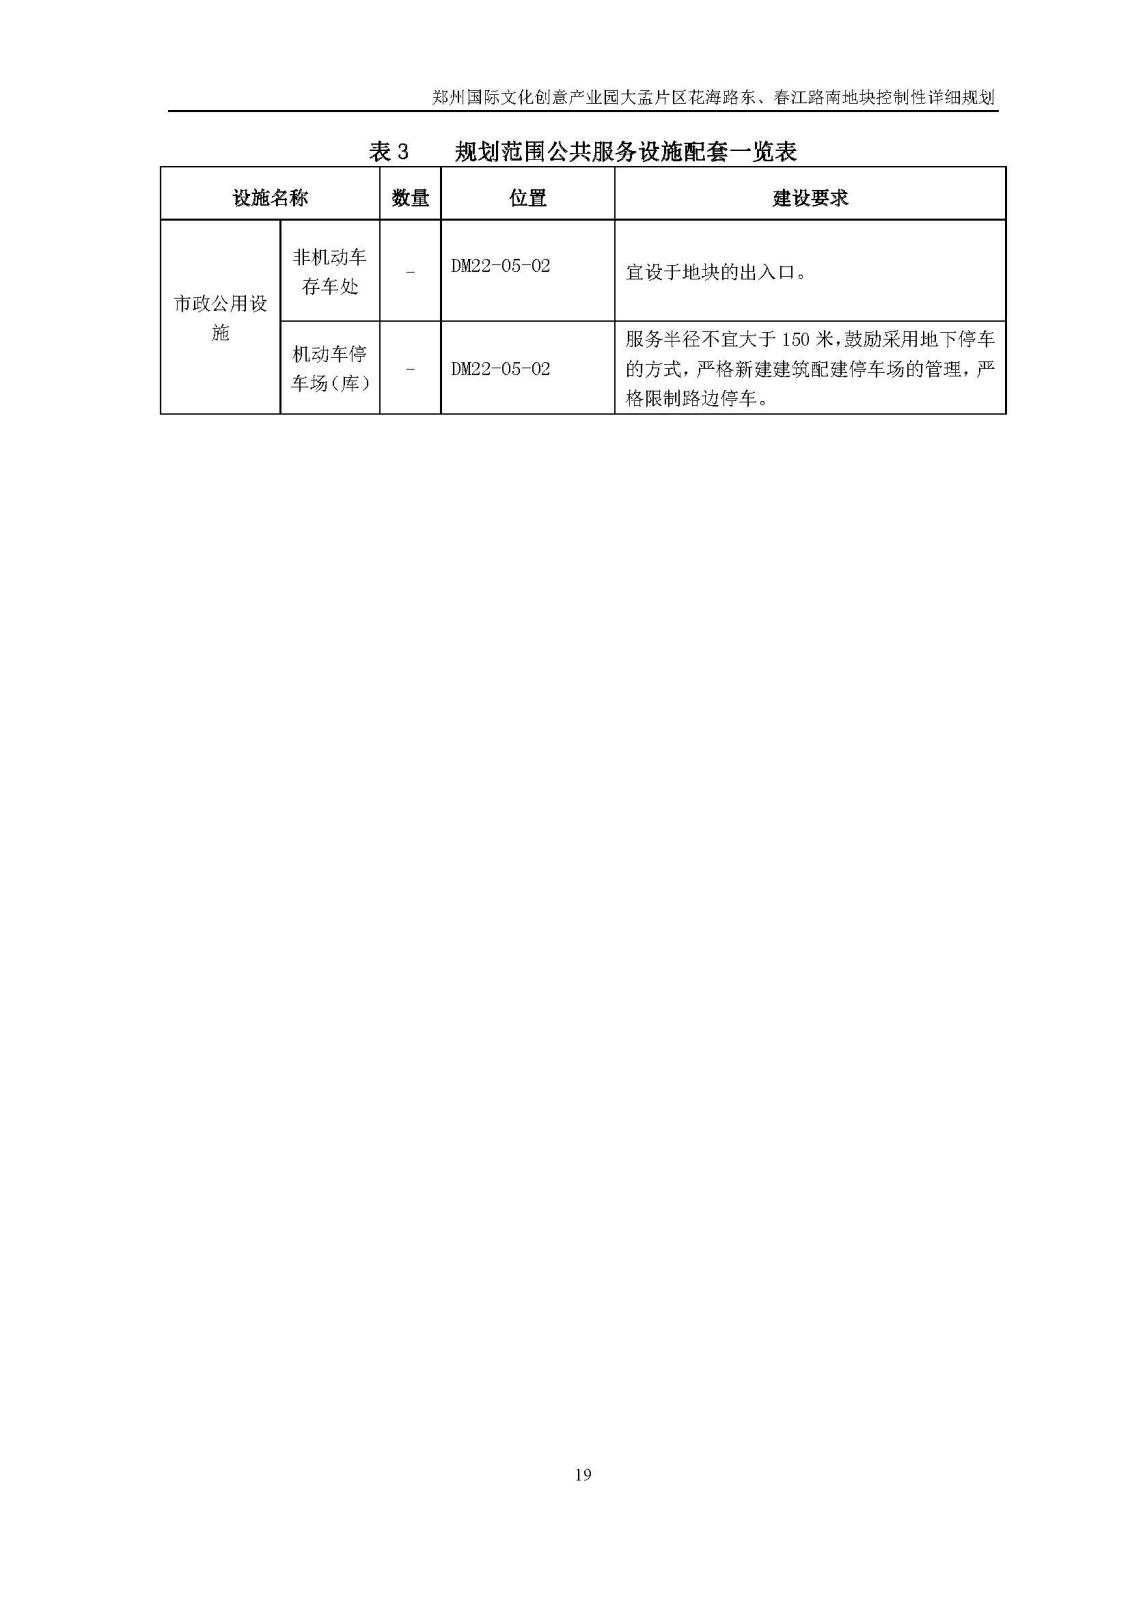 郑州国际文化创意产业园大孟片区花海路东、春江路南地块控制性详细规划
表 3 规划范围公共服务设施配套一览表
设施名称 数量 位置 建设要求
市政公用设
施
非机动车
存车处
- DM22-05-02 宜设于地块的出入口。
机动车停
车场（库）
- DM22-05-02
服务半径不宜大于 150 米，鼓励采用地下停车
的方式，严格新建建筑配建停车场的管理，严
格限制路边停车。
19